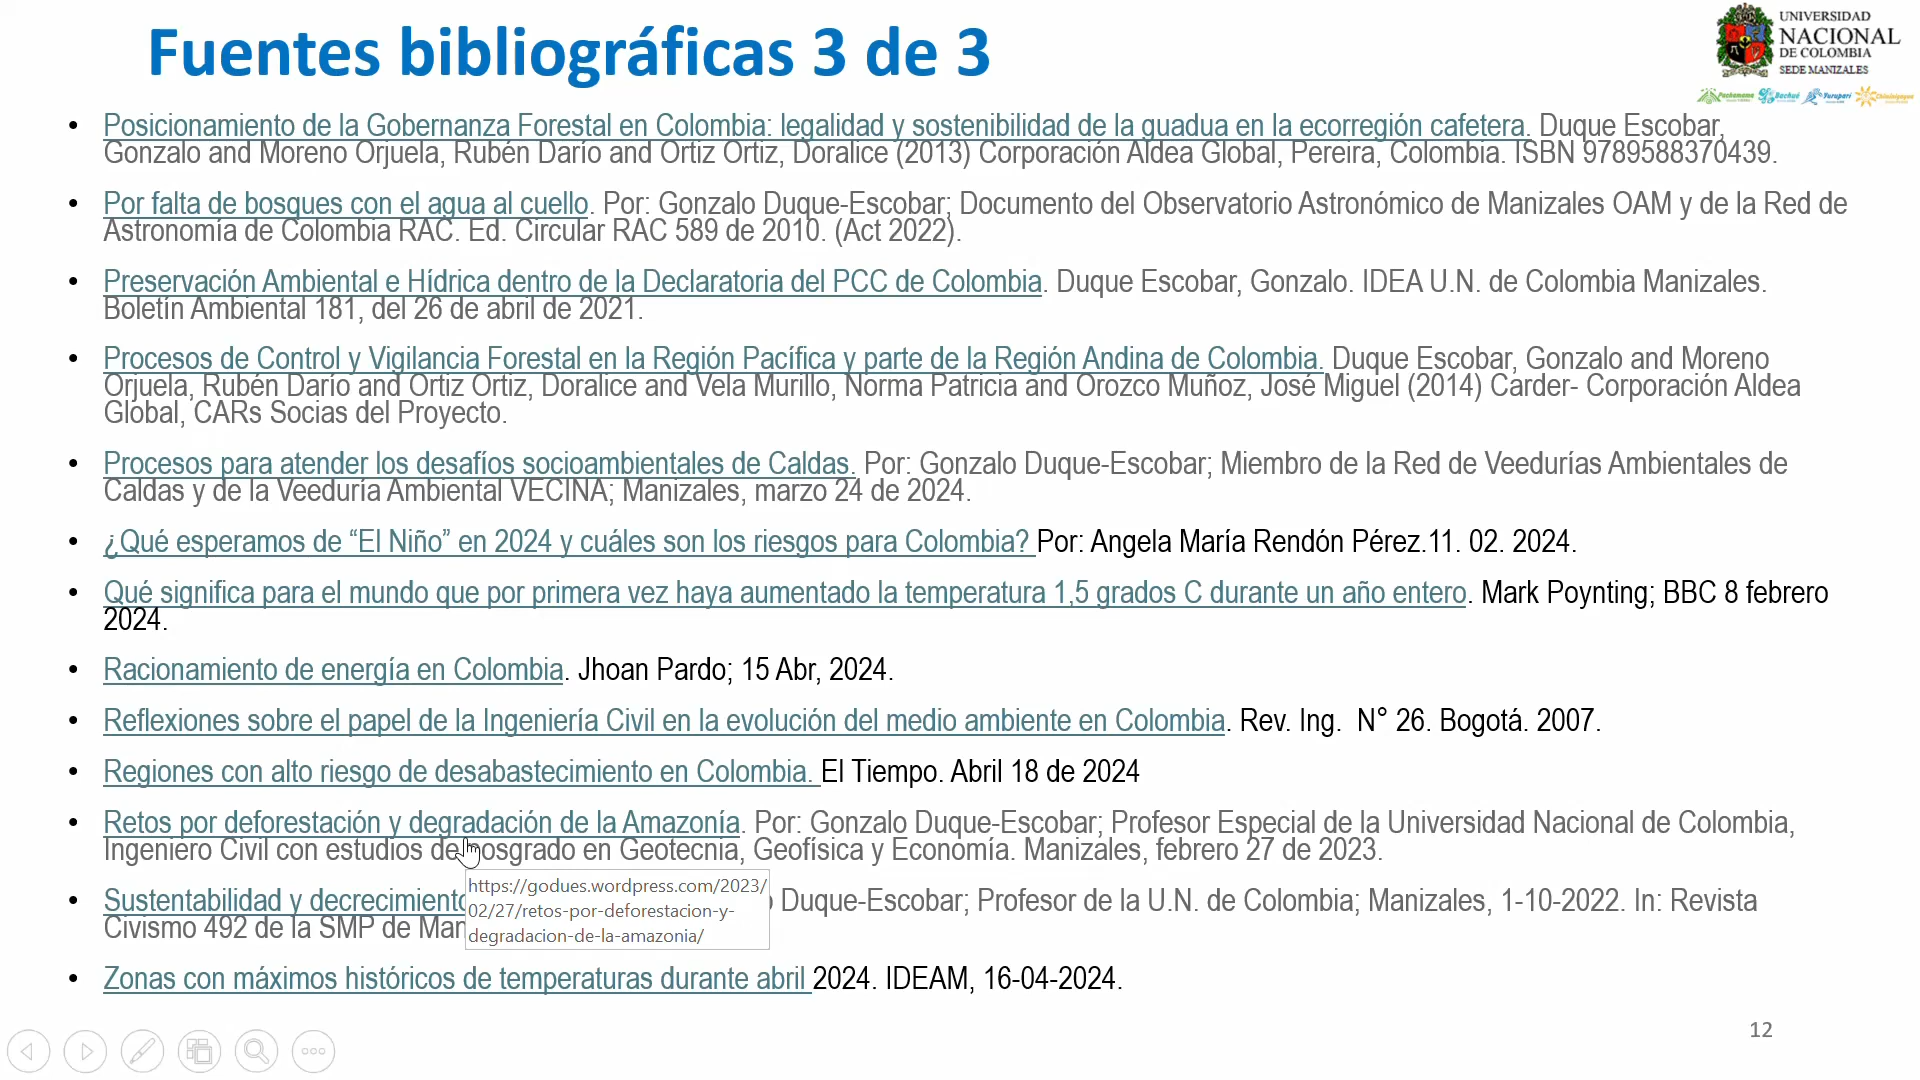 Fuentes bibliográficas 3 de 3
UNIVERSIDAD
NACIONAL
DE COLOMBIA
SEDE MANIZALES
Pachamama Bachué Yuruparí Chiminigagua
• Posicionamiento de la Gobernanza Forestal en Colombia: legalidad y sostenibilidad de la guadua en la ecorregión cafetera. Duque Escobar,
Gonzalo and Moreno Orjuela, Rubén Darío and Ortiz Ortiz, Doralice (2013) Corporación Aldea Global, Pereira, Colombia. ISBN 9789588370439.
• Por falta de bosques con el agua al cuello. Por: Gonzalo Duque-Escobar; Documento del Observatorio Astronómico de Manizales OAM y de la Red de
Astronomía de Colombia RAC. Ed. Circular RAC 589 de 2010. (Act 2022).
• Preservación Ambiental e Hídrica dentro de la Declaratoria del PCC de Colombia. Duque Escobar, Gonzalo. IDEA U.N. de Colombia Manizales.
Boletín Ambiental 181, del 26 de abril de 2021.
• Procesos de Control y Vigilancia Forestal en la Región Pacífica y parte de la Región Andina de Colombia. Duque Escobar, Gonzalo and Moreno
Orjuela, Rubén Darío and Ortiz Ortiz, Doralice and Vela Murillo, Norma Patricia and Orozco Muñoz, José Miguel (2014) Carder- Corporación Aldea
Global, CARs Socias del Proyecto.
• Procesos para atender los desafíos socioambientales de Caldas. Por: Gonzalo Duque-Escobar; Miembro de la Red de Veedurías Ambientales de
Caldas y de la Veeduría Ambiental VECINA; Manizales, marzo 24 de 2024.
• ¿Qué esperamos de “El Niño” en 2024 y cuáles son los riesgos para Colombia? Por: Angela María Rendón Pérez.11. 02. 2024.
• Qué significa para el mundo que por primera vez haya aumentado la temperatura 1,5 grados C durante un año entero. Mark Poynting; BBC 8 febrero
2024.
• Racionamiento de energía en Colombia. Jhoan Pardo; 15 Abr, 2024.
• Reflexiones sobre el papel de la Ingeniería Civil en la evolución del medio ambiente en Colombia. Rev. Ing. N° 26. Bogotá. 2007.
• Regiones con alto riesgo de desabastecimiento en Colombia. El Tiempo. Abril 18 de 2024
• Retos por deforestación y degradación de la Amazonía. Por: Gonzalo Duque-Escobar; Profesor Especial de la Universidad Nacional de Colombia,
Ingeniero Civil con estudios de posgrado en Geotecnia, Geofísica y Economía. Manizales, febrero 27 de 2023.
https://godues.wordpress.com/2023/
02/27/retos-por-deforestacion-y-
degradacion-de-la-amazonia/
• Sustentabilidad y decrecimiento Duque-Escobar; Profesor de la U.N. de Colombia; Manizales, 1-10-2022. In: Revista
Civismo 492 de la SMP de Man
• Zonas con máximos históricos de temperaturas durante abril 2024. IDEAM, 16-04-2024.
12